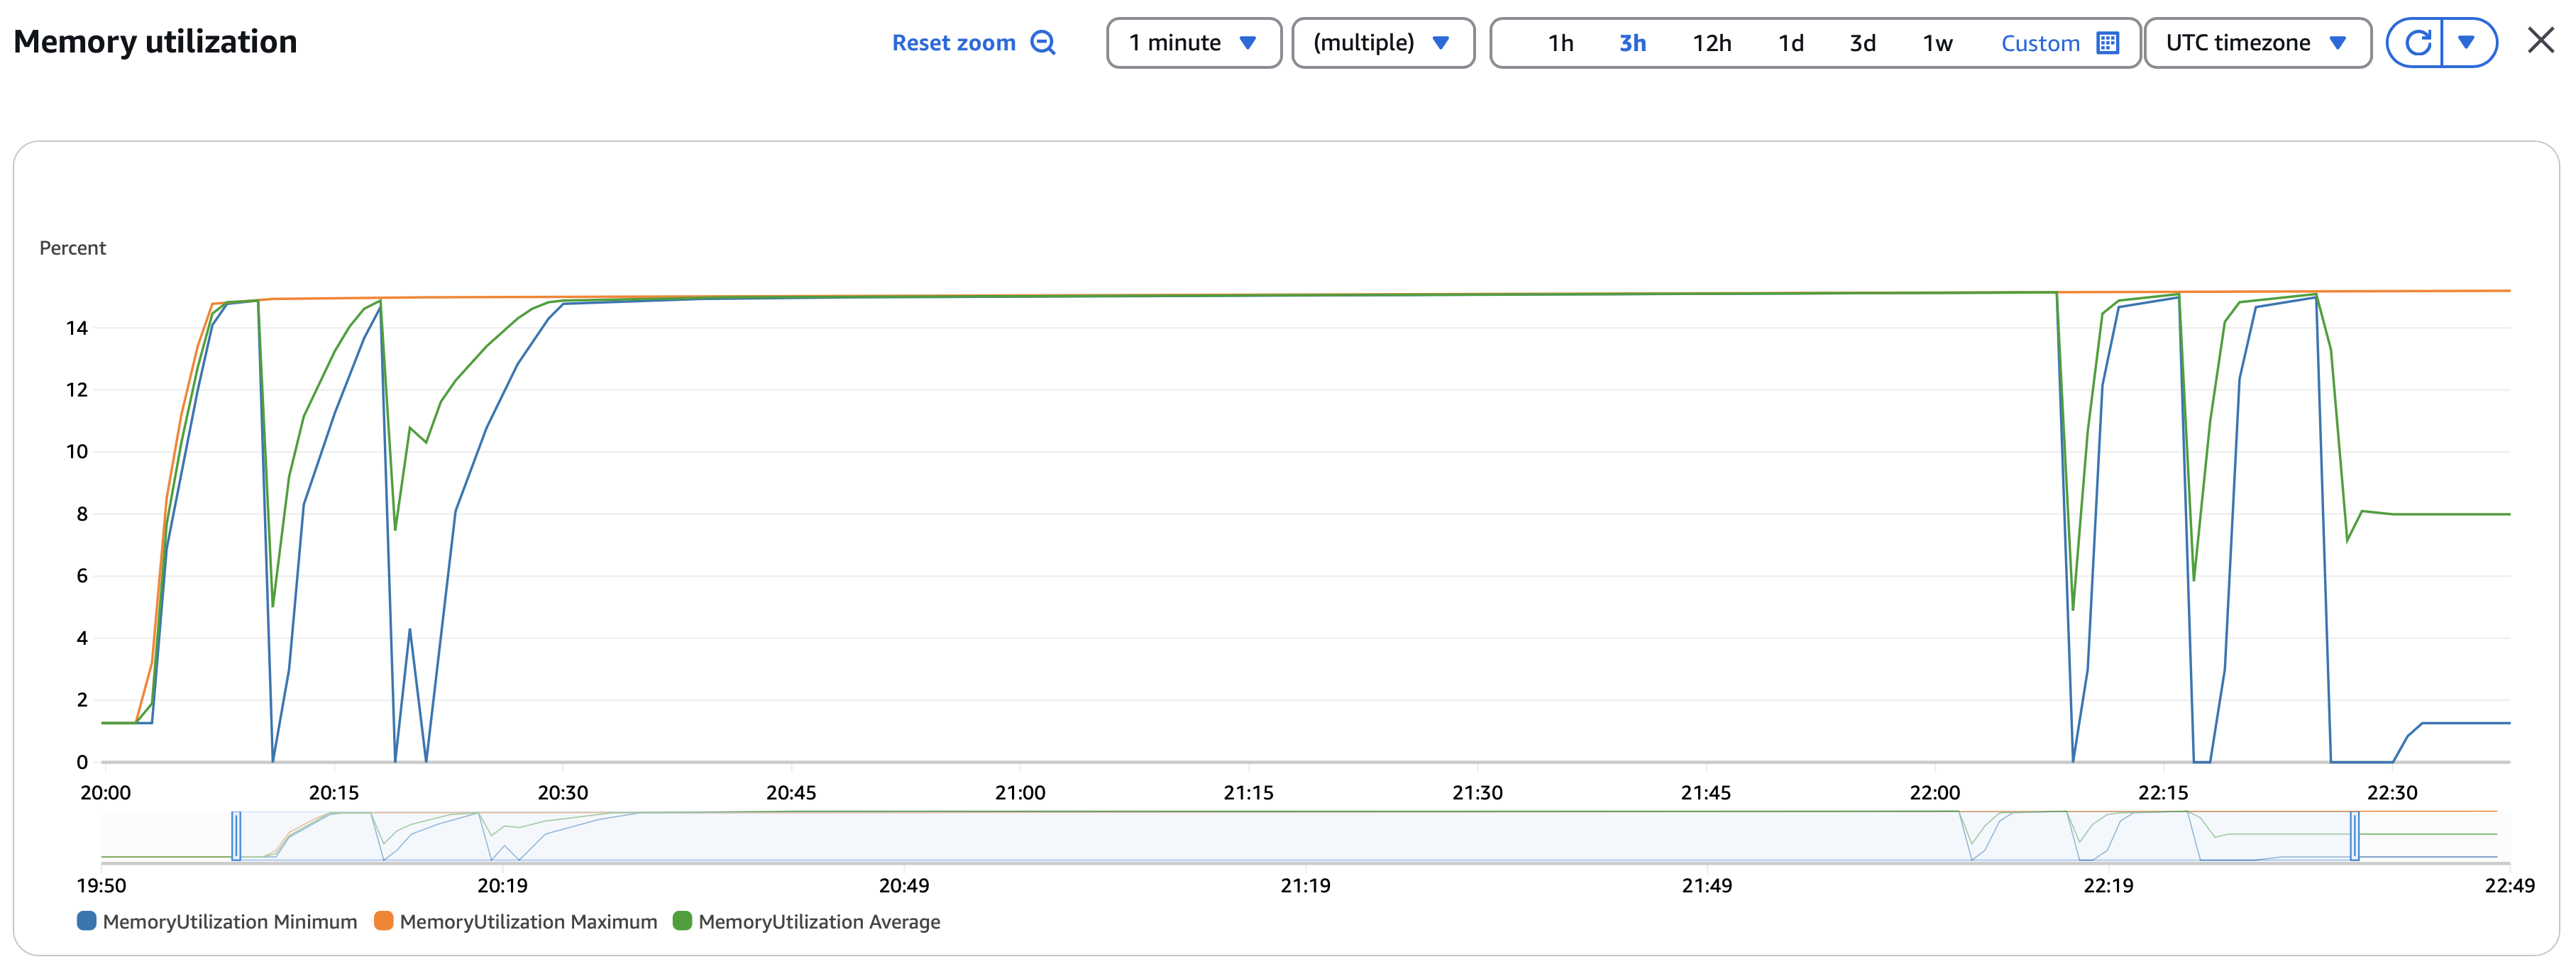 Memory utilization
Reset zoom
1 minute
(multiple)
1h 3h 12h 1d 3d 1w Custom
UTC timezone
Percent
14
12
10
8
6
4
2
0
20:00 20:15 20:30 20:45 21:00 21:15 21:30 21:45 22:00 22:15 22:30
19:50 20:19 20:49 21:19 21:49 22:19 22:49
MemoryUtilization Minimum MemoryUtilization Maximum MemoryUtilization Average